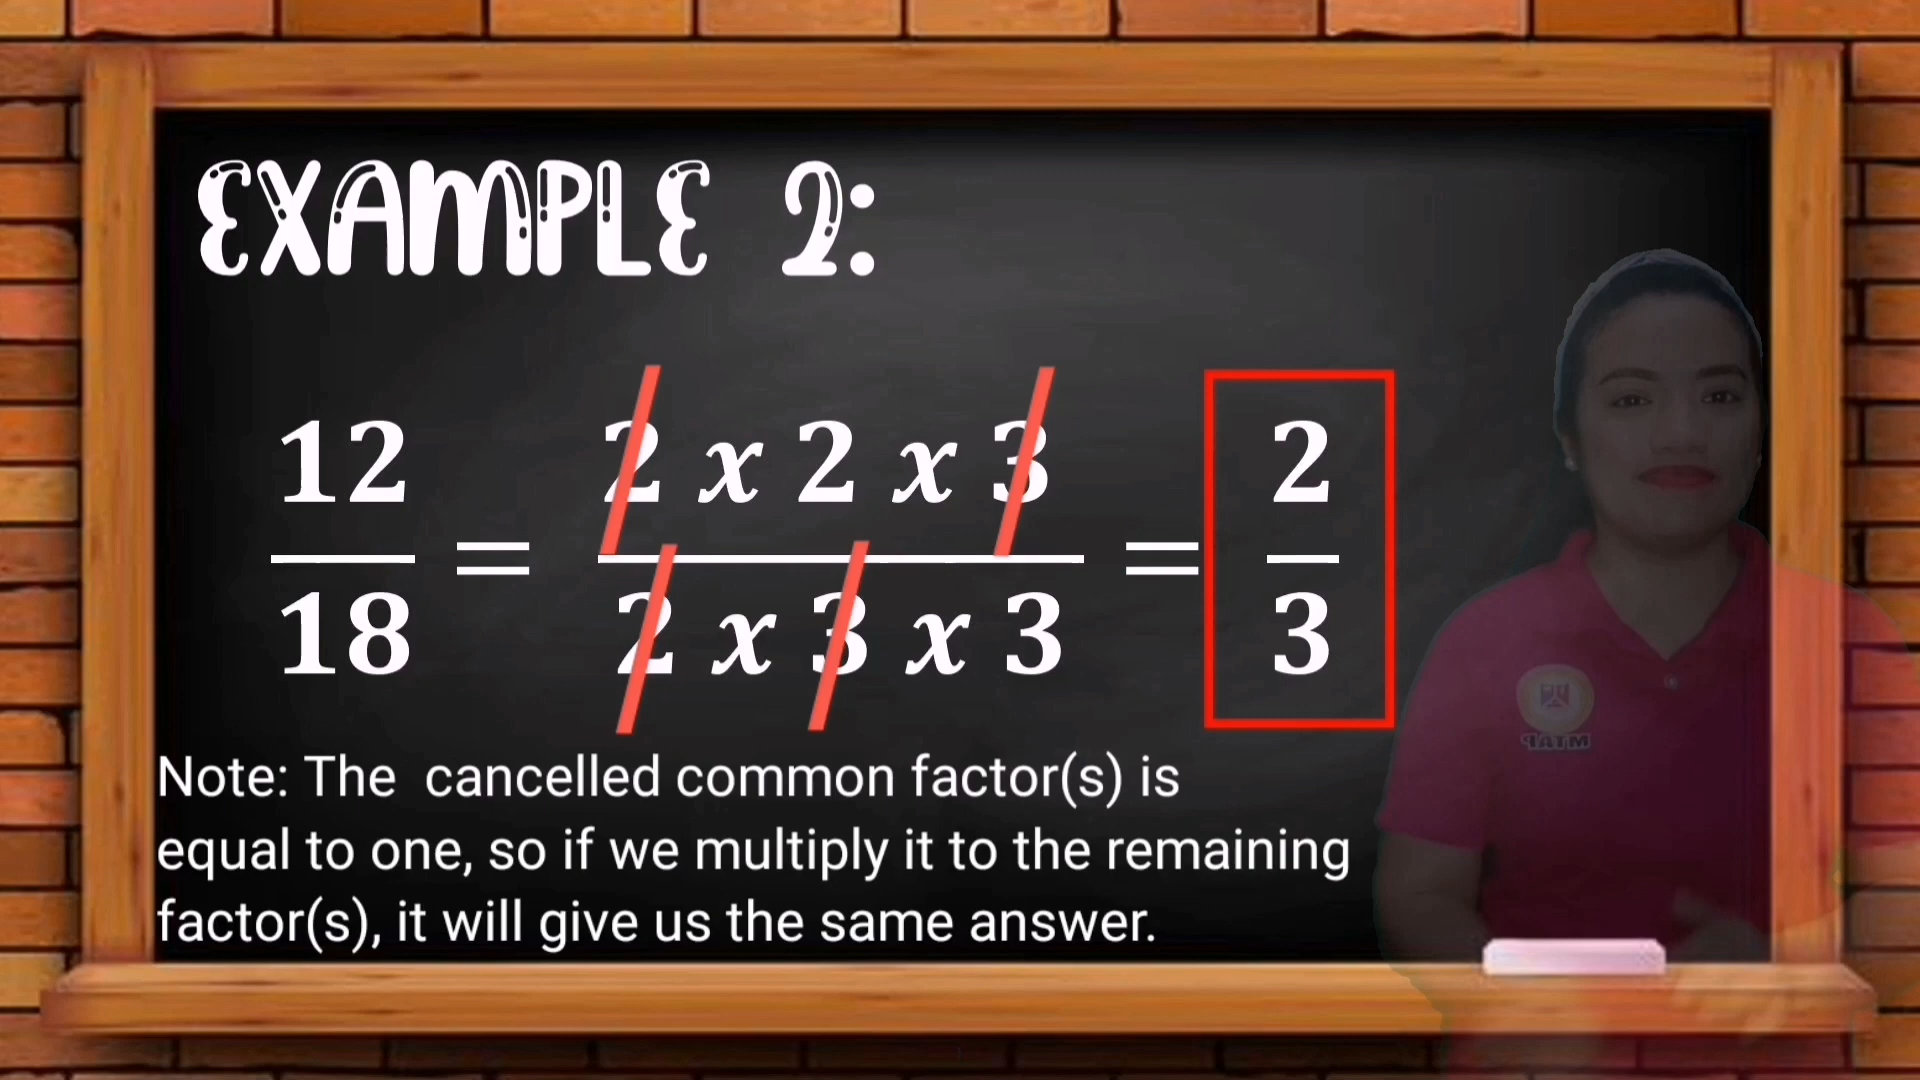 EXAMPLE 2:
12 / 18 = 2 x 2 x 3 / 2 x 3 x 3 = 2 / 3
Note: The cancelled common factor(s) is
equal to one, so if we multiply it to the remaining
factor(s), it will give us the same answer.
MTAP